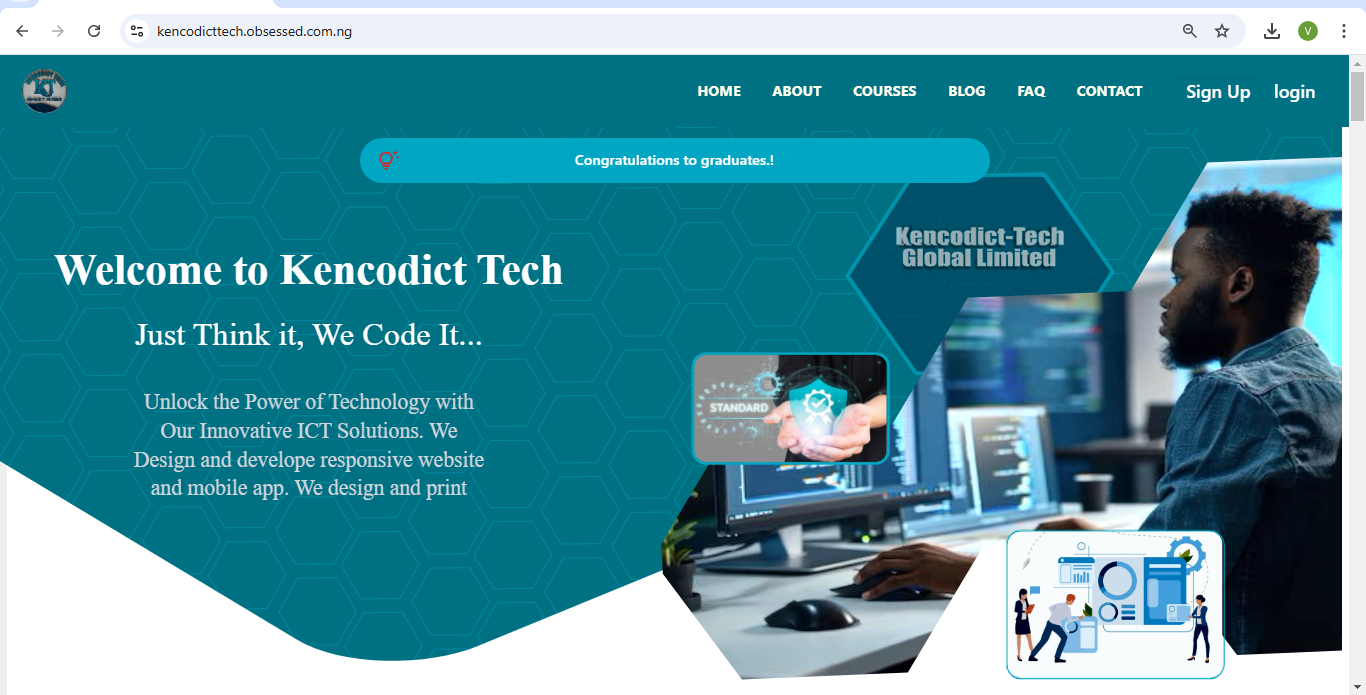 kencodicttech.obsessed.com.ng
V
HOME ABOUT COURSES BLOG FAQ CONTACT Sign Up login
Congratulations to graduates.!
Kencodict-Tech
Global Limited
Welcome to Kencodict Tech
Just Think it, We Code It...
STANDARD
Unlock the Power of Technology with
Our Innovative ICT Solutions. We
Design and develope responsive website
and mobile app. We design and print